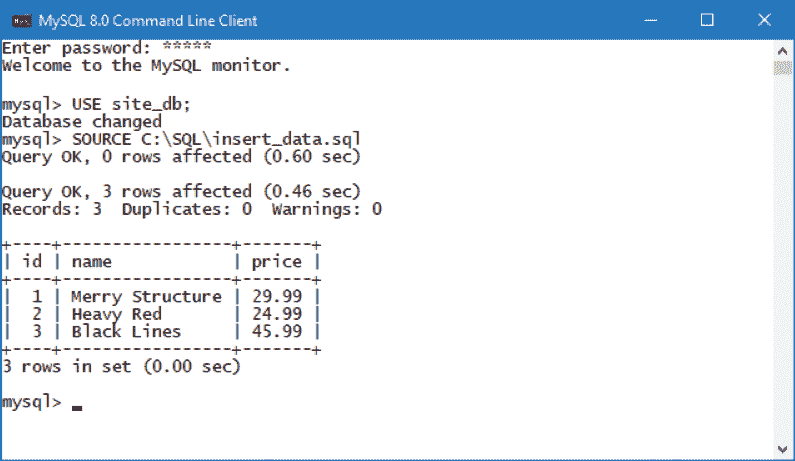 MySQL 8.0 Command Line Client
Enter password: *****
Welcome to the MySQL monitor.
mysql> USE site_db;
Database changed
mysql> SOURCE C:\SQL\insert_data.sql
Query OK, 0 rows affected (0.60 sec)
Query OK, 3 rows affected (0.46 sec)
Records: 3  Duplicates: 0  Warnings: 0
+----+-----------------+-------+
| id | name            | price |
+----+-----------------+-------+
|  1 | Merry Structure | 29.99 |
|  2 | Heavy Red       | 24.99 |
|  3 | Black Lines     | 45.99 |
+----+-----------------+-------+
3 rows in set (0.00 sec)
mysql> _